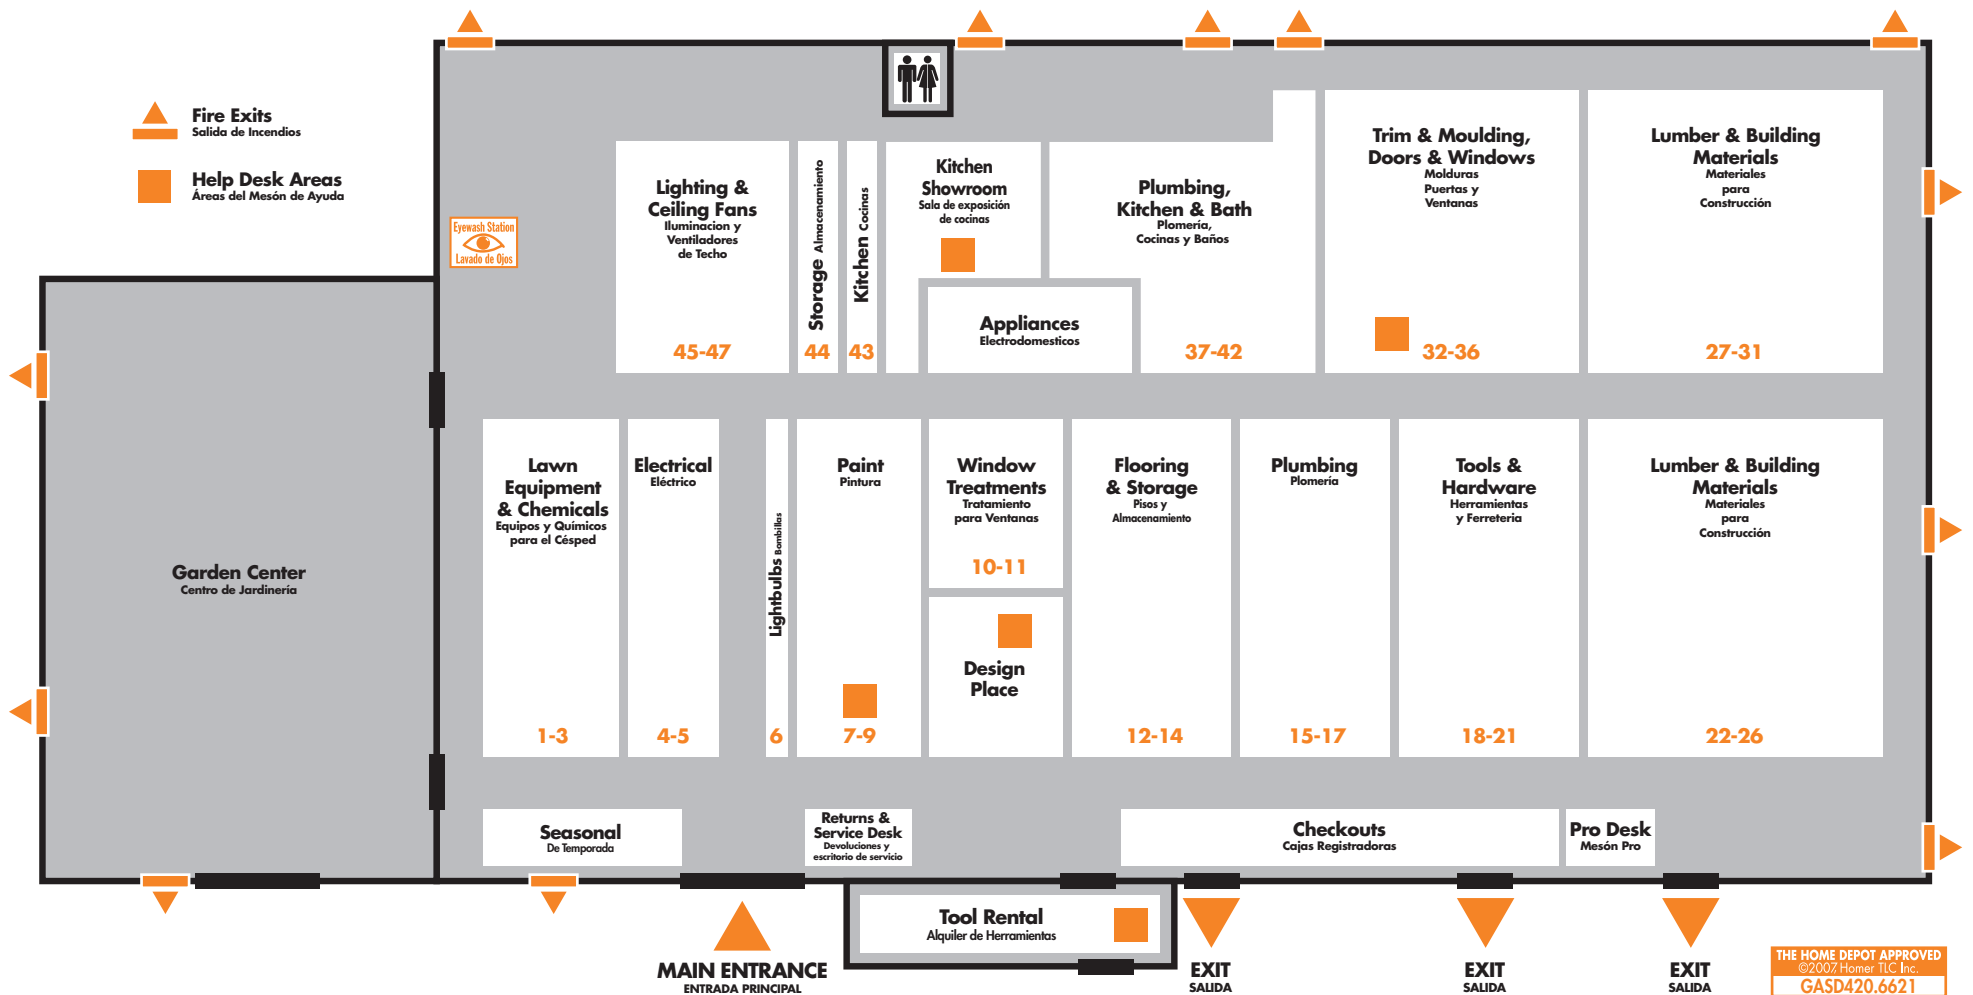 Fire Exits
Salida de Incendios
Help Desk Areas
Áreas del Mesón de Ayuda
Eyewash Station
Lavado de Ojos
Lighting &
Ceiling Fans
Iluminacion y
Ventiladores
de Techo
45-47
Storage Almacenamiento
44
Kitchen Cocinas
43
Kitchen
Showroom
Sala de exposición
de cocinas
Appliances
Electrodomesticos
Plumbing,
Kitchen & Bath
Plomería,
Cocinas y Baños
37-42
Trim & Moulding,
Doors & Windows
Molduras
Puertas y
Ventanas
32-36
Lumber & Building
Materials
Materiales
para
Construcción
27-31
Garden Center
Centro de Jardinería
Lawn
Equipment
& Chemicals
Equipos y Químicos
para el Césped
1-3
Electrical
Eléctrico
4-5
Lightbulbs Bombillas
6
Paint
Pintura
7-9
Window
Treatments
Tratamiento
para Ventanas
10-11
Design
Place
Flooring
& Storage
Pisos y
Almacenamiento
12-14
Plumbing
Plomería
15-17
Tools &
Hardware
Herramientas
y Ferreteria
18-21
Lumber & Building
Materials
Materiales
para
Construcción
22-26
Seasonal
De Temporada
Returns &
Service Desk
Devoluciones y
escritorio de servicio
Checkouts
Cajas Registradoras
Pro Desk
Mesón Pro
Tool Rental
Alquiler de Herramientas
MAIN ENTRANCE
ENTRADA PRINCIPAL
EXIT
SALIDA
EXIT
SALIDA
EXIT
SALIDA
THE HOME DEPOT APPROVED
©2007, Homer TLC Inc.
GASD420.6621